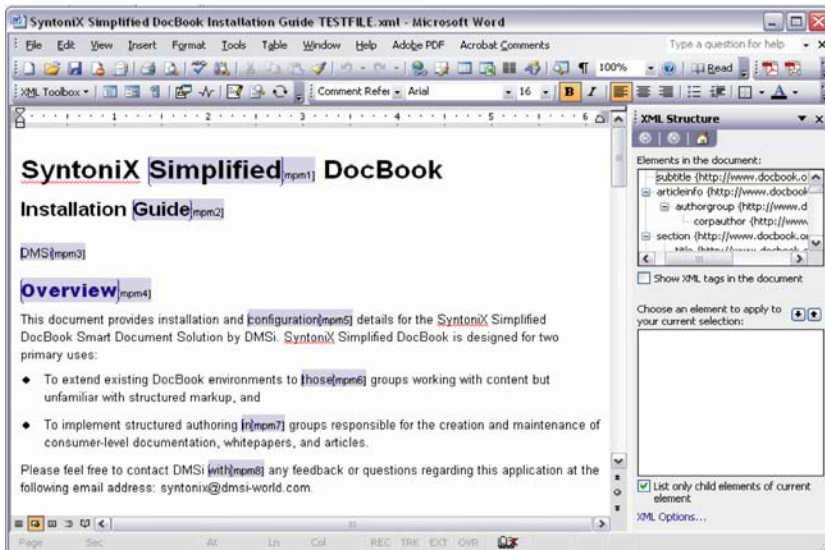 SyntoniX Simplified DocBook Installation Guide TESTFILE.xml - Microsoft Word
File Edit View Insert Format Tools Table Window Help Adobe PDF Acrobat Comments Type a question for help
100% Read
XML Toolbox Comment Refer Arial 16 B I A
1 2 3 4 5 6
XML Structure
SyntoniX Simplified[mpm1] DocBook
Installation Guide[mpm2]
DMSi[mpm3]
Overview[mpm4]
This document provides installation and configuration[mpm5] details for the SyntoniX Simplified
DocBook Smart Document Solution by DMSi. SyntoniX Simplified DocBook is designed for two
primary uses:
◆ To extend existing DocBook environments to those[mpm6] groups working with content but
unfamiliar with structured markup, and
◆ To implement structured authoring in[mpm7] groups responsible for the creation and maintenance of
consumer-level documentation, whitepapers, and articles.
Please feel free to contact DMSi with[mpm8] any feedback or questions regarding this application at the
following email address: syntonix@dmsi-world.com.
Elements in the document:
subtitle {http://www.docbook.o
articleinfo {http://www.docbook
authorgroup {http://www.d
corpauthor {http://www
section {http://www.docbook.o
Show XML tags in the document
Choose an element to apply to
your current selection:
List only child elements of current
element
XML Options...
Page Sec At Ln Col REC TRK EXT OVR